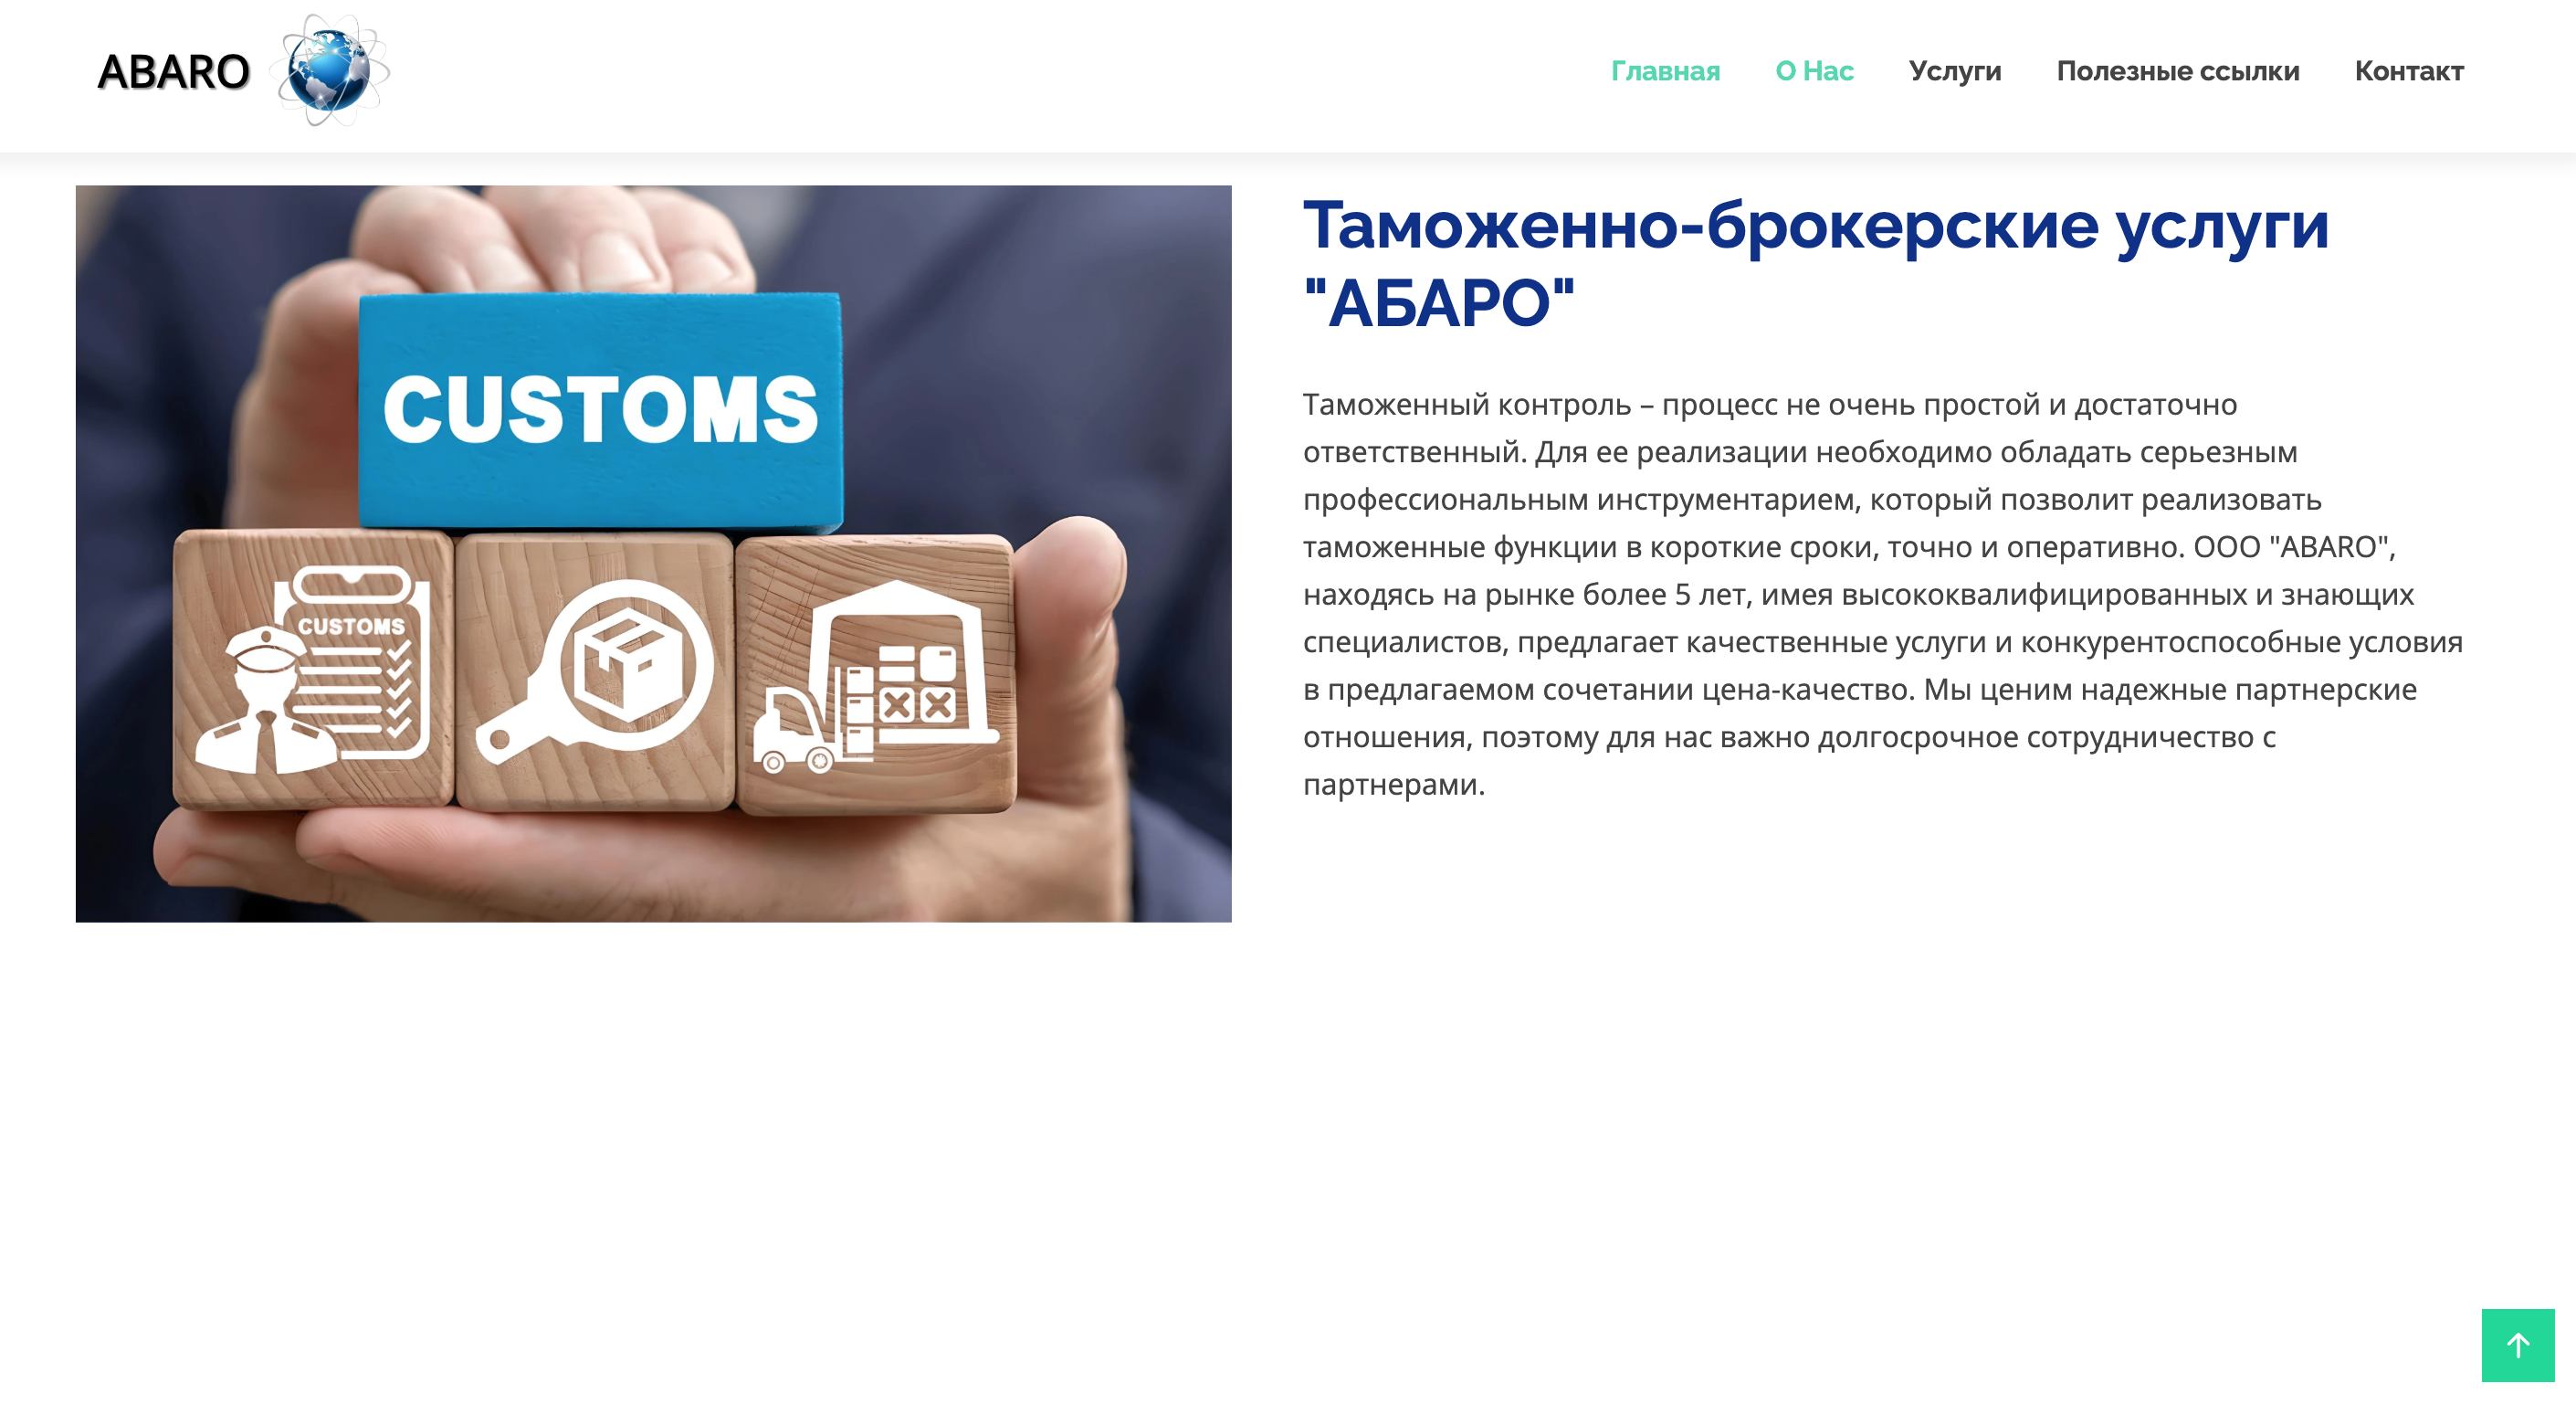 ABARO
Главная
О Нас
Услуги
Полезные ссылки
Контакт
CUSTOMS
CUSTOMS
Таможенно-брокерские услуги
"АБАРО"
Таможенный контроль – процесс не очень простой и достаточно
ответственный. Для ее реализации необходимо обладать серьезным
профессиональным инструментарием, который позволит реализовать
таможенные функции в короткие сроки, точно и оперативно. ООО "ABARO",
находясь на рынке более 5 лет, имея высококвалифицированных и знающих
специалистов, предлагает качественные услуги и конкурентоспособные условия
в предлагаемом сочетании цена-качество. Мы ценим надежные партнерские
отношения, поэтому для нас важно долгосрочное сотрудничество с
партнерами.